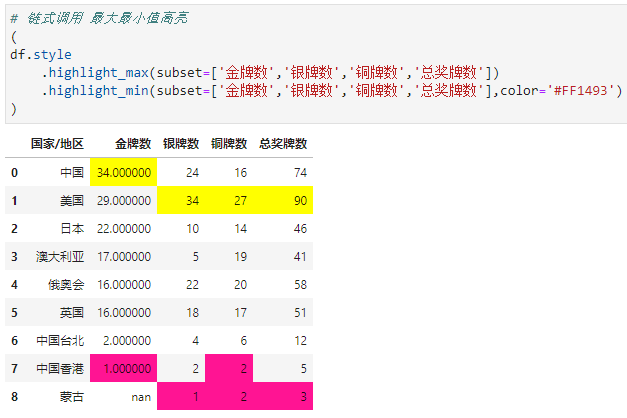 # 链式调用 最大最小值高亮
(
df.style
.highlight_max(subset=['金牌数','银牌数','铜牌数','总奖牌数'])
.highlight_min(subset=['金牌数','银牌数','铜牌数','总奖牌数'],color='#FF1493')
)
国家/地区 金牌数 银牌数 铜牌数 总奖牌数
0 中国 34.000000 24 16 74
1 美国 29.000000 34 27 90
2 日本 22.000000 10 14 46
3 澳大利亚 17.000000 5 19 41
4 俄奥会 16.000000 22 20 58
5 英国 16.000000 18 17 51
6 中国台北 2.000000 4 6 12
7 中国香港 1.000000 2 2 5
8 蒙古 nan 1 2 3